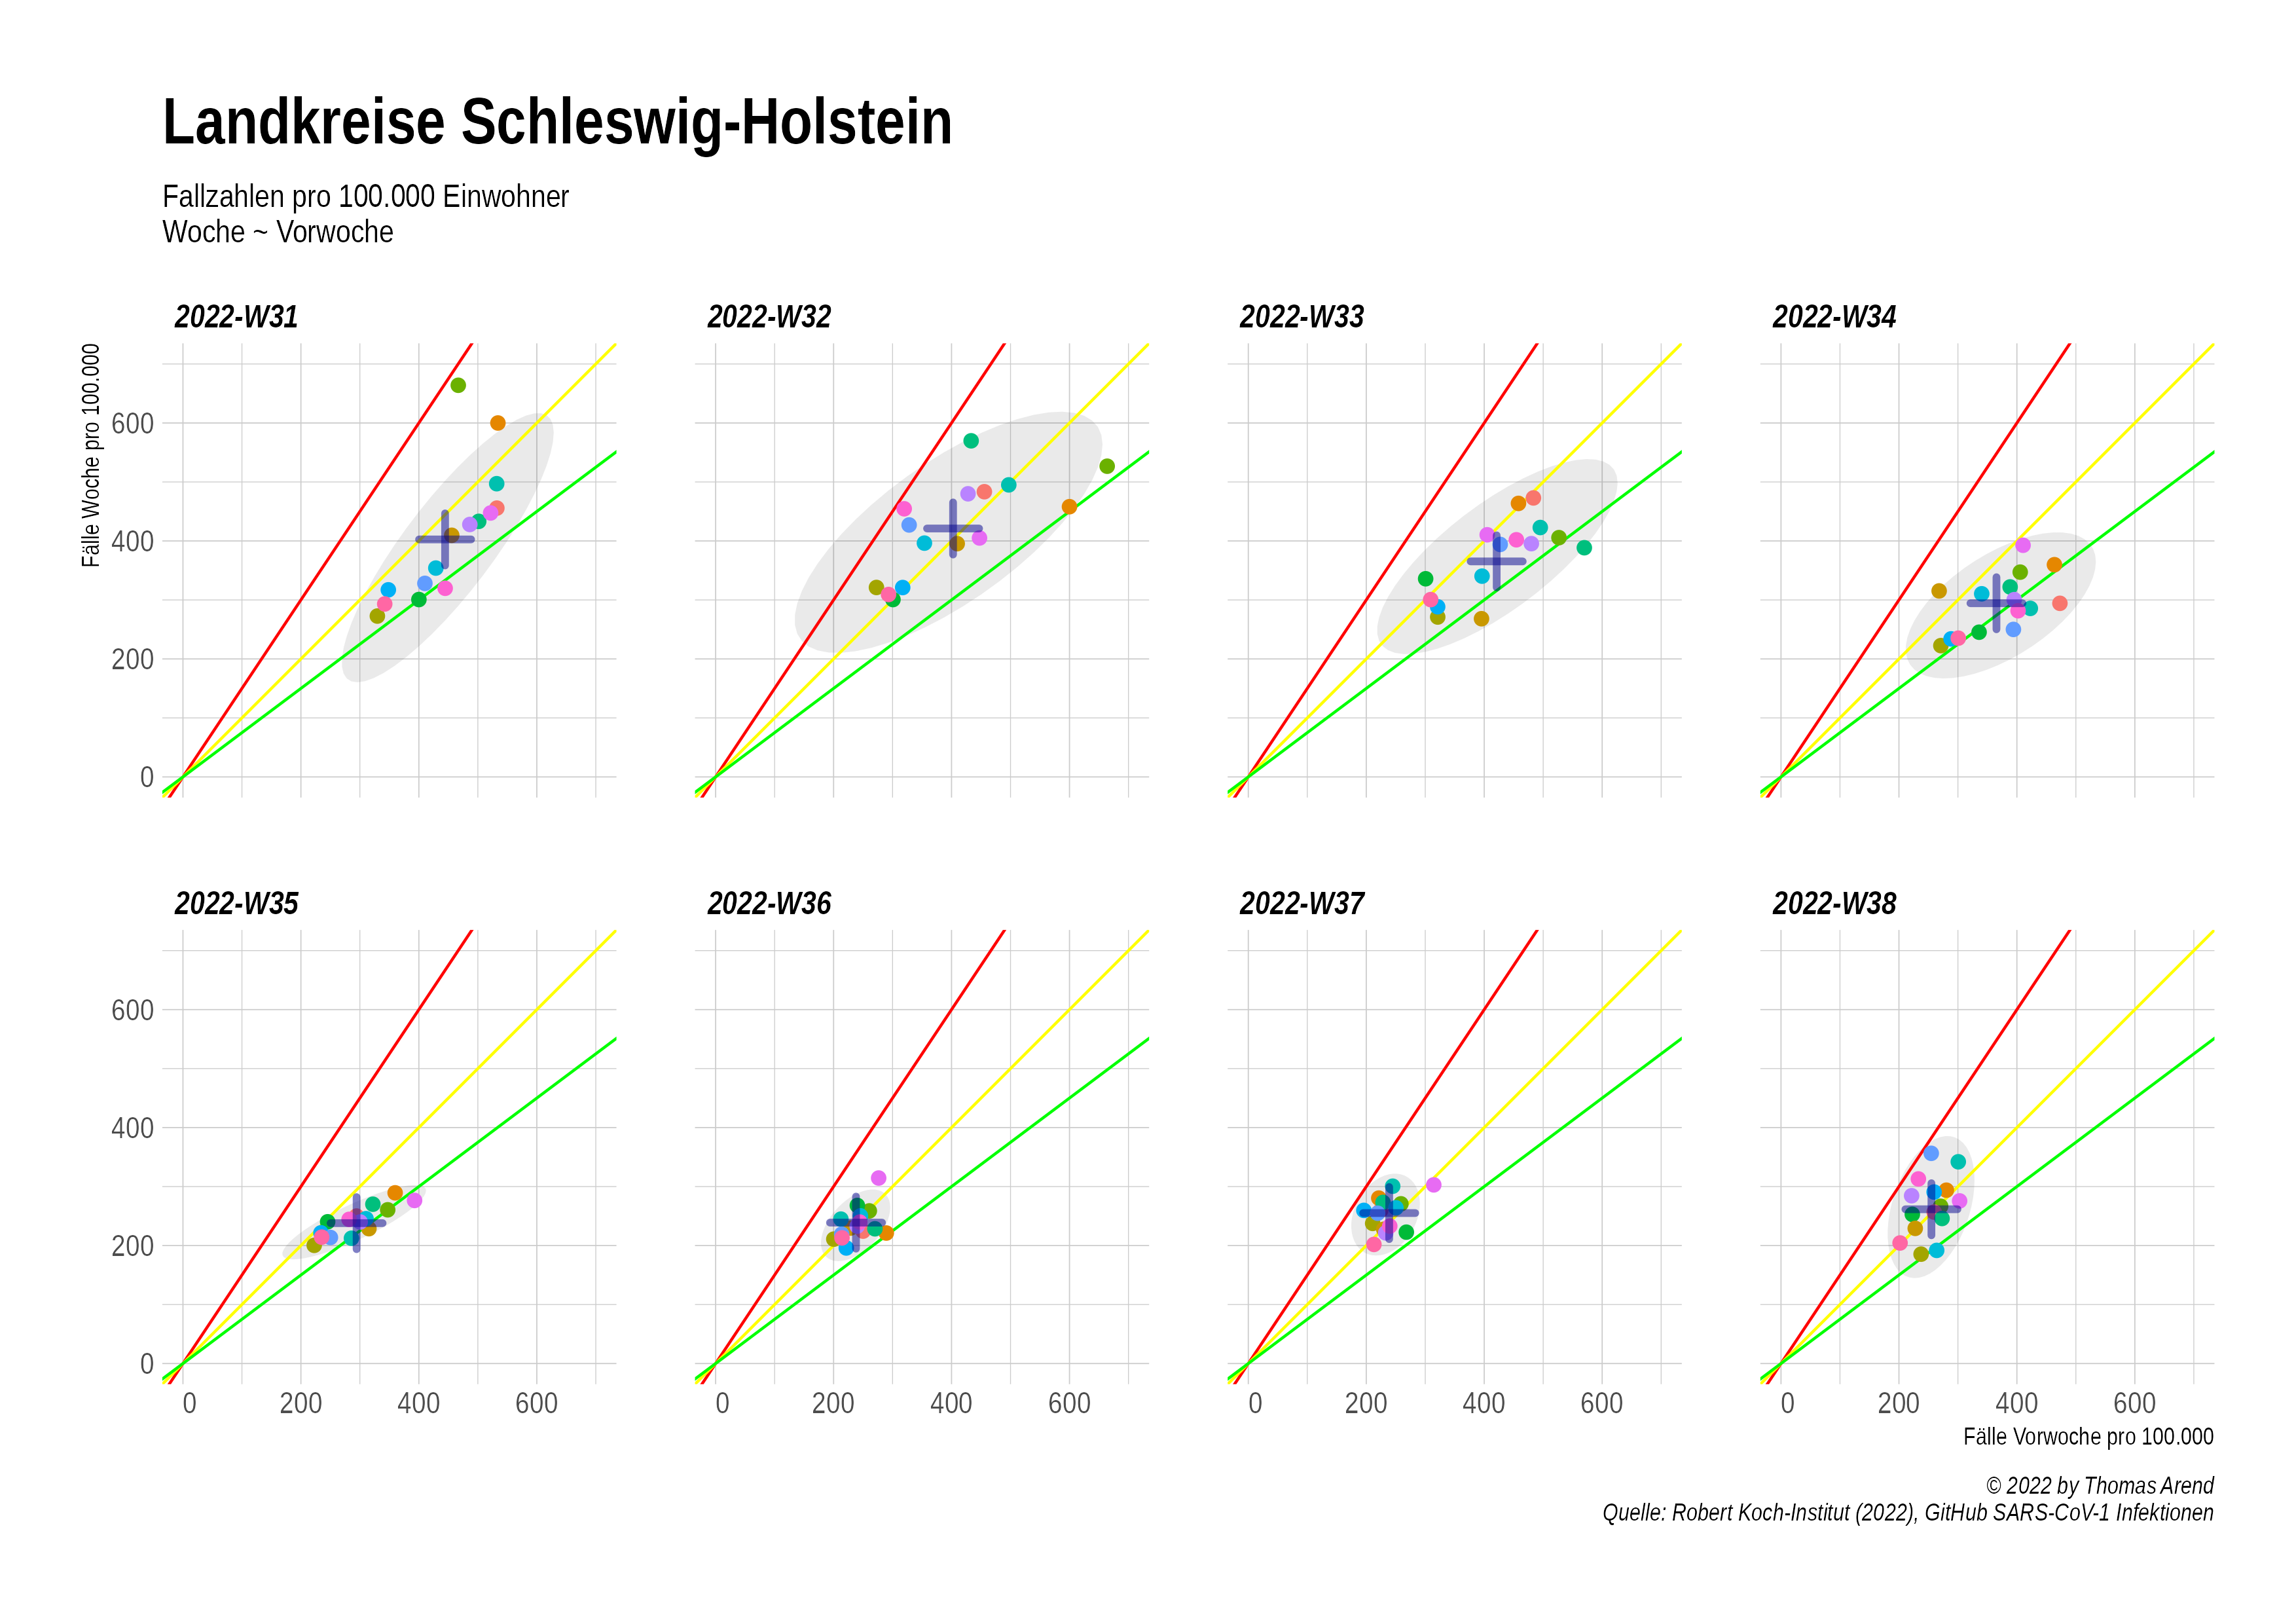 Landkreise Schleswig-Holstein
Fallzahlen pro 100.000 Einwohner
Woche ~ Vorwoche
2022-W31
2022-W32
2022-W33
2022-W34
Fälle Woche pro 100.000
600
400
200
0
2022-W35
2022-W36
2022-W37
2022-W38
600
400
200
0
0 200 400 600
0 200 400 600
0 200 400 600
0 200 400 600
Fälle Vorwoche pro 100.000
© 2022 by Thomas Arend
Quelle: Robert Koch-Institut (2022), GitHub SARS-CoV-1 Infektionen